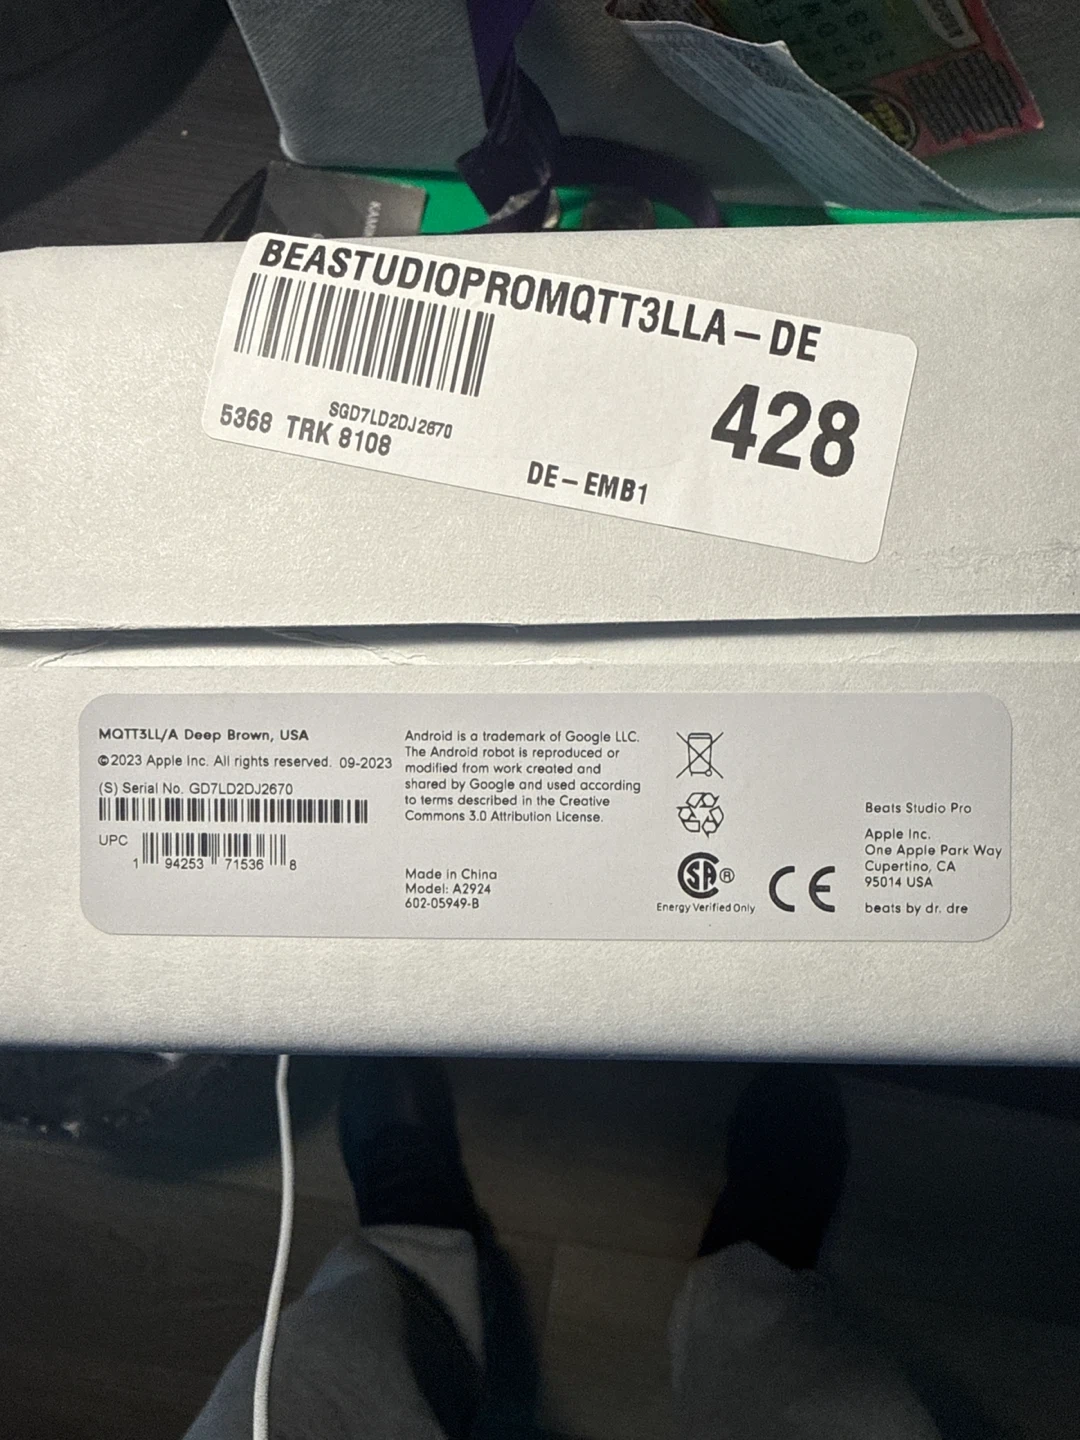 BEASTUDIOPROMQTT3LLA-DE
SGD7LD2DJ2670
5368 TRK 8108
428
DE-EMB1
MQTT3LL/A Deep Brown, USA
©2023 Apple Inc. All rights reserved. 09-2023
(S) Serial No. GD7LD2DJ2670
UPC
1 94253 71536 8
Android is a trademark of Google LLC.
The Android robot is reproduced or
modified from work created and
shared by Google and used according
to terms described in the Creative
Commons 3.0 Attribution License.
Made in China
Model: A2924
602-05949-B
SA®
Energy Verified Only
CE
Beats Studio Pro
Apple Inc.
One Apple Park Way
Cupertino, CA
95014 USA
beats by dr. dre